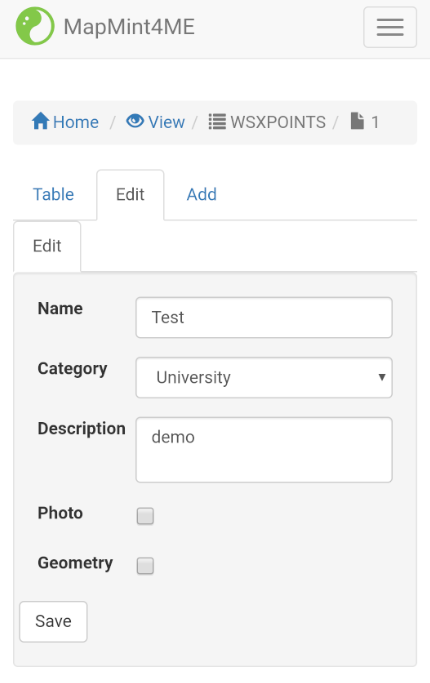 MapMint4ME
Home / View / WSXPOINTS / 1
Table Edit Add
Edit
Name Test
Category University
Description demo
Photo
Geometry
Save